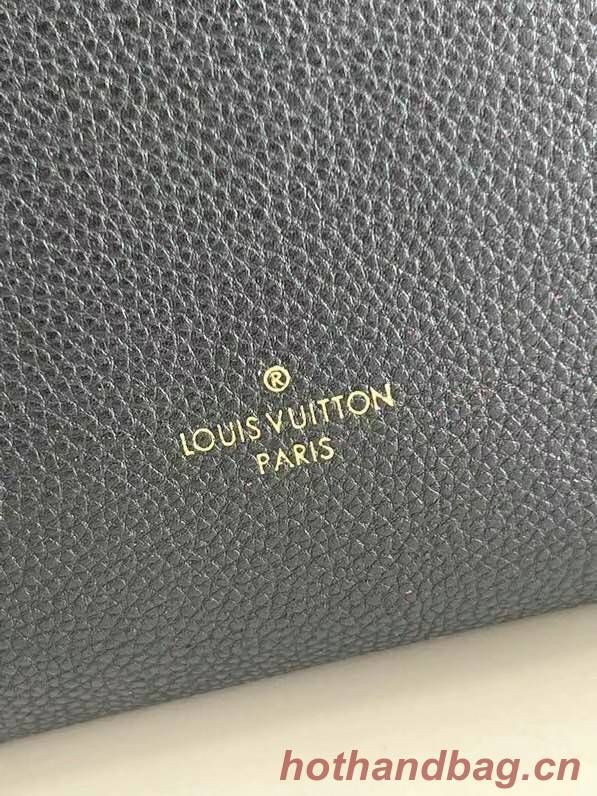 ®
LOUIS VUITTON
PARIS
hothandbag.cn